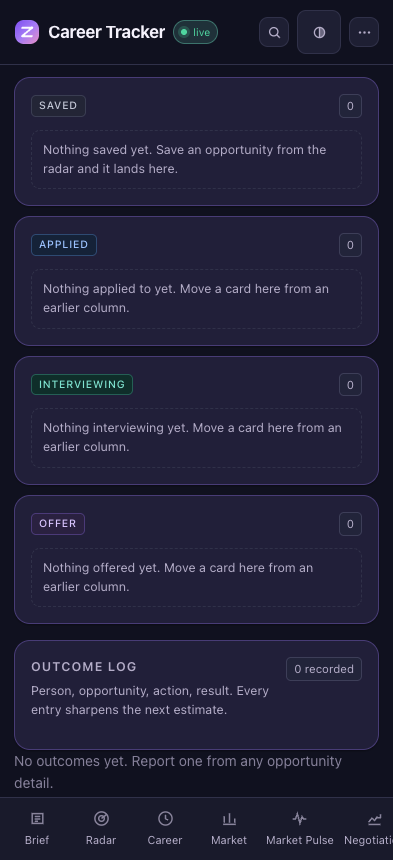 Career Tracker
live
SAVED
0
Nothing saved yet. Save an opportunity from the
radar and it lands here.
APPLIED
0
Nothing applied to yet. Move a card here from an
earlier column.
INTERVIEWING
0
Nothing interviewing yet. Move a card here from an
earlier column.
OFFER
0
Nothing offered yet. Move a card here from an
earlier column.
OUTCOME LOG
0 recorded
Person, opportunity, action, result. Every
entry sharpens the next estimate.
No outcomes yet. Report one from any opportunity
detail.
Brief
Radar
Career
Market
Market Pulse
Negotiati